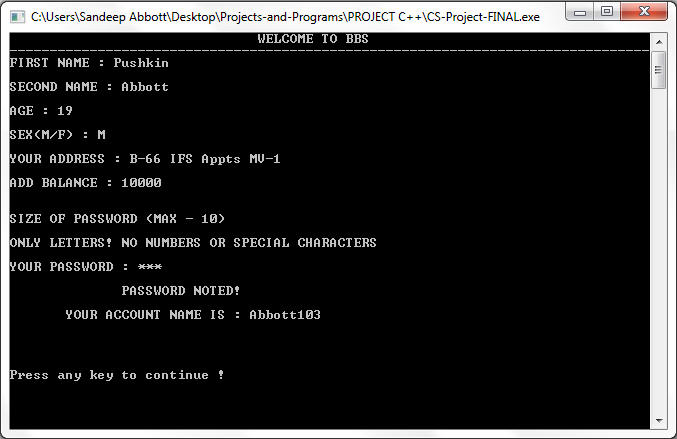 C:\Users\Sandeep Abbott\Desktop\Projects-and-Programs\PROJECT C++\CS-Project-FINAL.exe
WELCOME TO BBS
FIRST NAME : Pushkin
SECOND NAME : Abbott
AGE : 19
SEX(M/F) : M
YOUR ADDRESS : B-66 IFS Appts MV-1
ADD BALANCE : 10000
SIZE OF PASSWORD (MAX - 10)
ONLY LETTERS! NO NUMBERS OR SPECIAL CHARACTERS
YOUR PASSWORD : ***
PASSWORD NOTED!
YOUR ACCOUNT NAME IS : Abbott103
Press any key to continue !